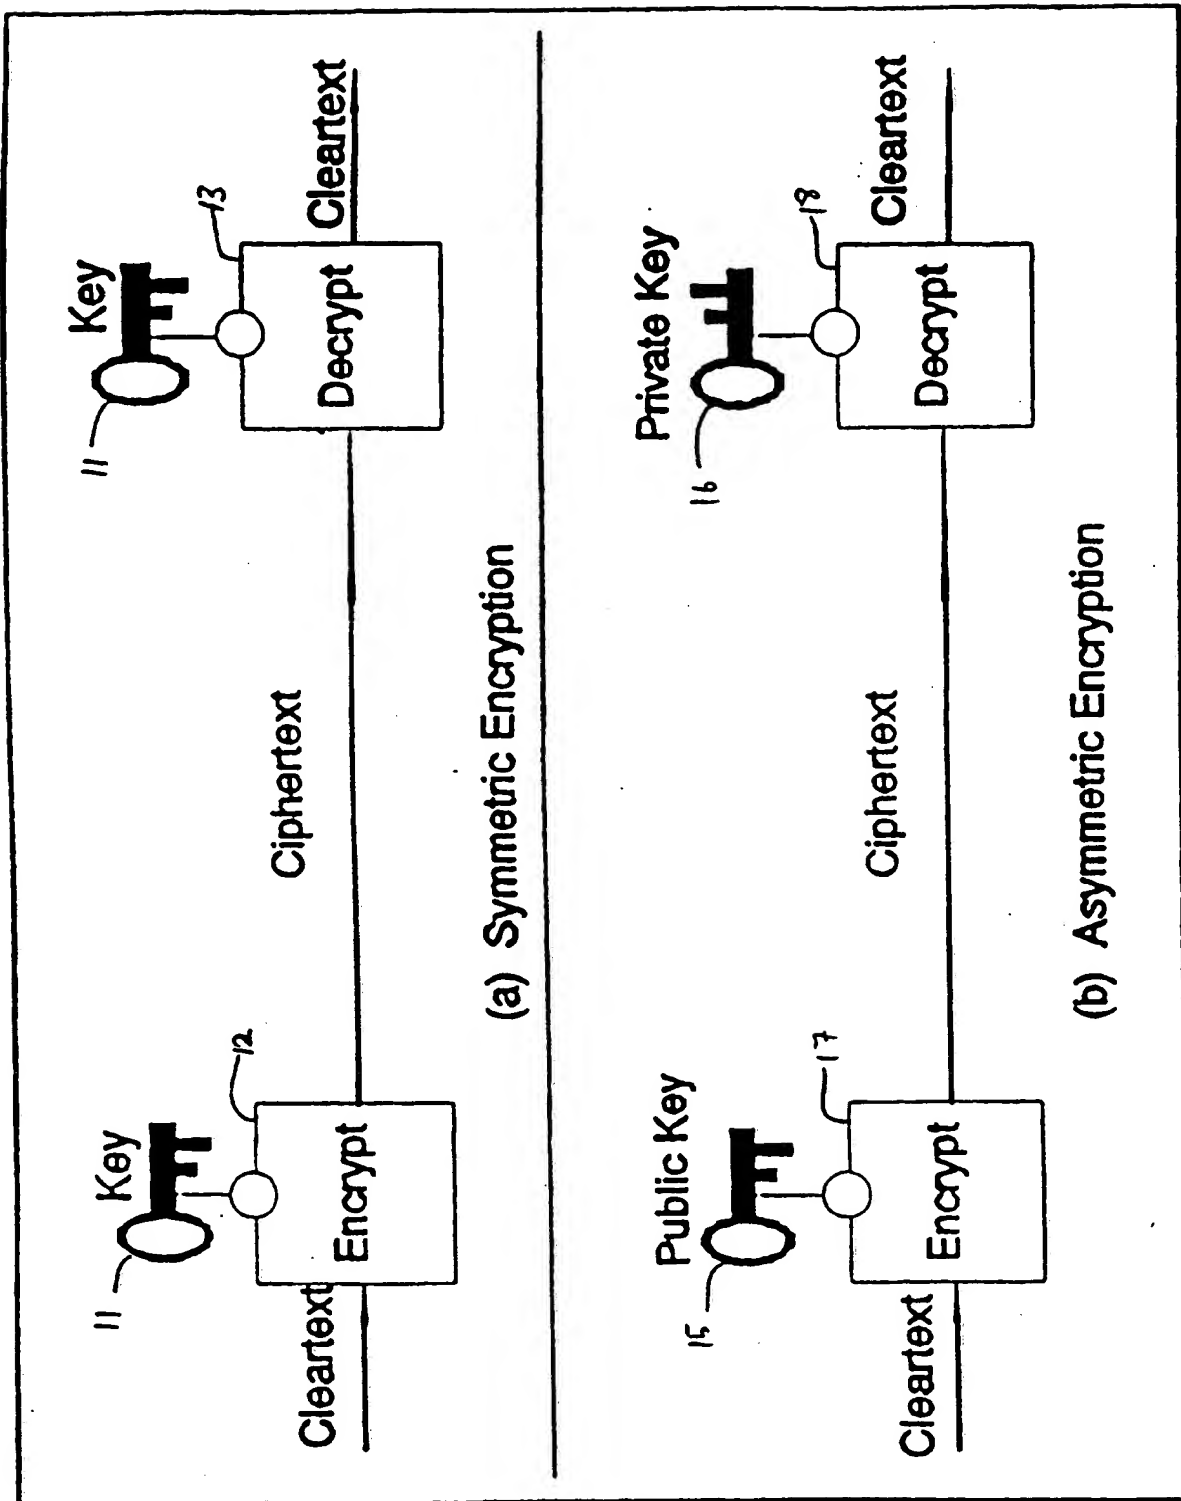 Key
11
12
Cleartext
Encrypt
Ciphertext
Key
11
13
Decrypt
Cleartext
(a) Symmetric Encryption
Public Key
15
17
Cleartext
Encrypt
Ciphertext
Private Key
16
18
Decrypt
Cleartext
(b) Asymmetric Encryption